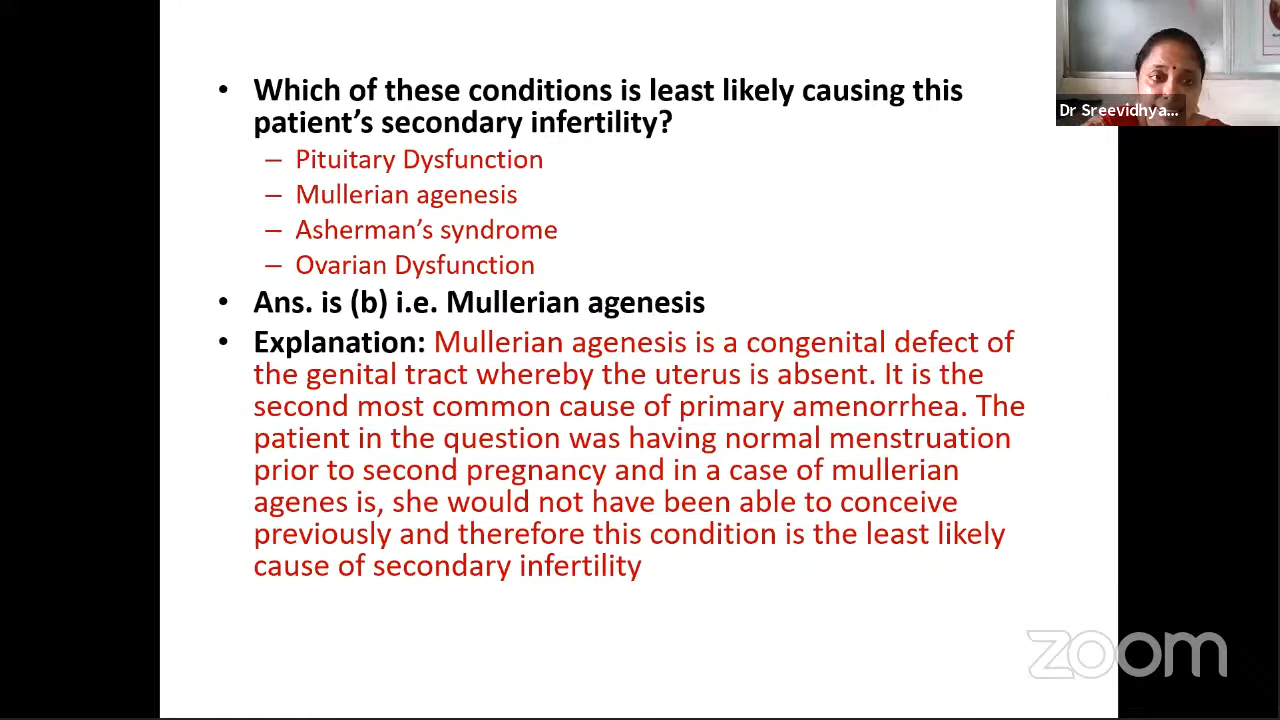 • Which of these conditions is least likely causing this
patient's secondary infertility?
– Pituitary Dysfunction
– Mullerian agenesis
– Asherman's syndrome
– Ovarian Dysfunction
• Ans. is (b) i.e. Mullerian agenesis
• Explanation: Mullerian agenesis is a congenital defect of
the genital tract whereby the uterus is absent. It is the
second most common cause of primary amenorrhea. The
patient in the question was having normal menstruation
prior to second pregnancy and in a case of mullerian
agenes is, she would not have been able to conceive
previously and therefore this condition is the least likely
cause of secondary infertility
Dr Sreevidhya...
zoom